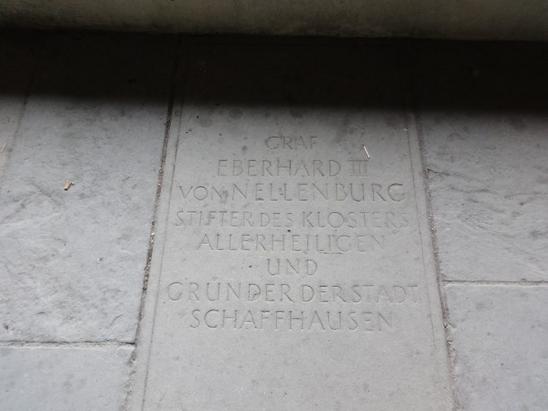 GRAF
EBERHARD III
VON NELLENBURG
STIFTER DES KLOSTERS
ALLERHEILIGEN
UND
GRÜNDER DER STADT
SCHAFFHAUSEN